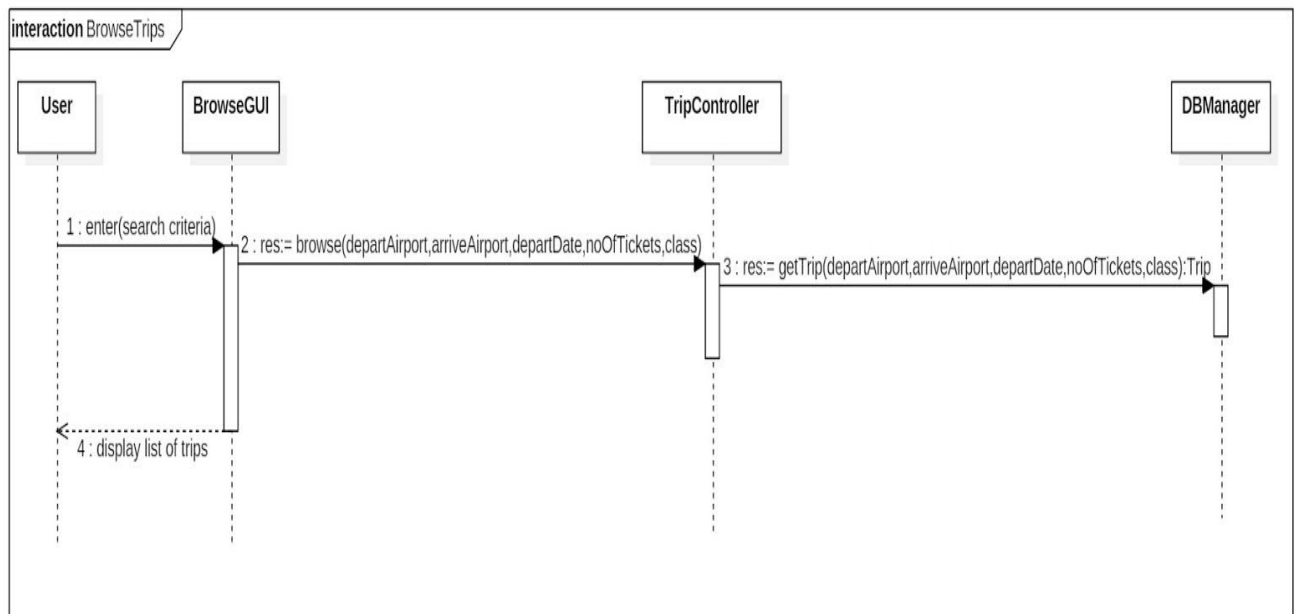 interaction BrowseTrips
User
BrowseGUI
TripController
DBManager
1 : enter(search criteria)
2 : res:= browse(departAirport,arriveAirport,departDate,noOfTickets,class)
3 : res:= getTrip(departAirport,arriveAirport,departDate,noOfTickets,class):Trip
4 : display list of trips